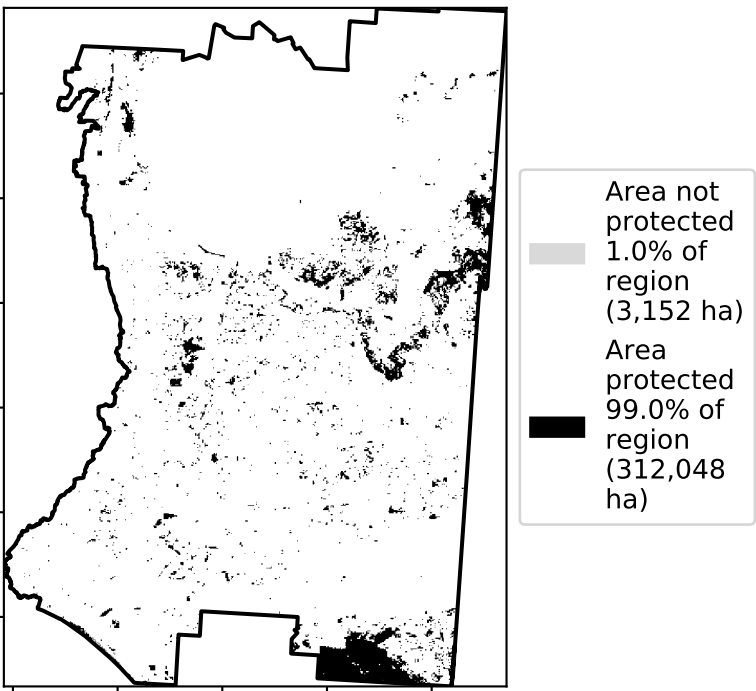 Area not
protected
1.0% of
region
(3,152 ha)
Area
protected
99.0% of
region
(312,048
ha)